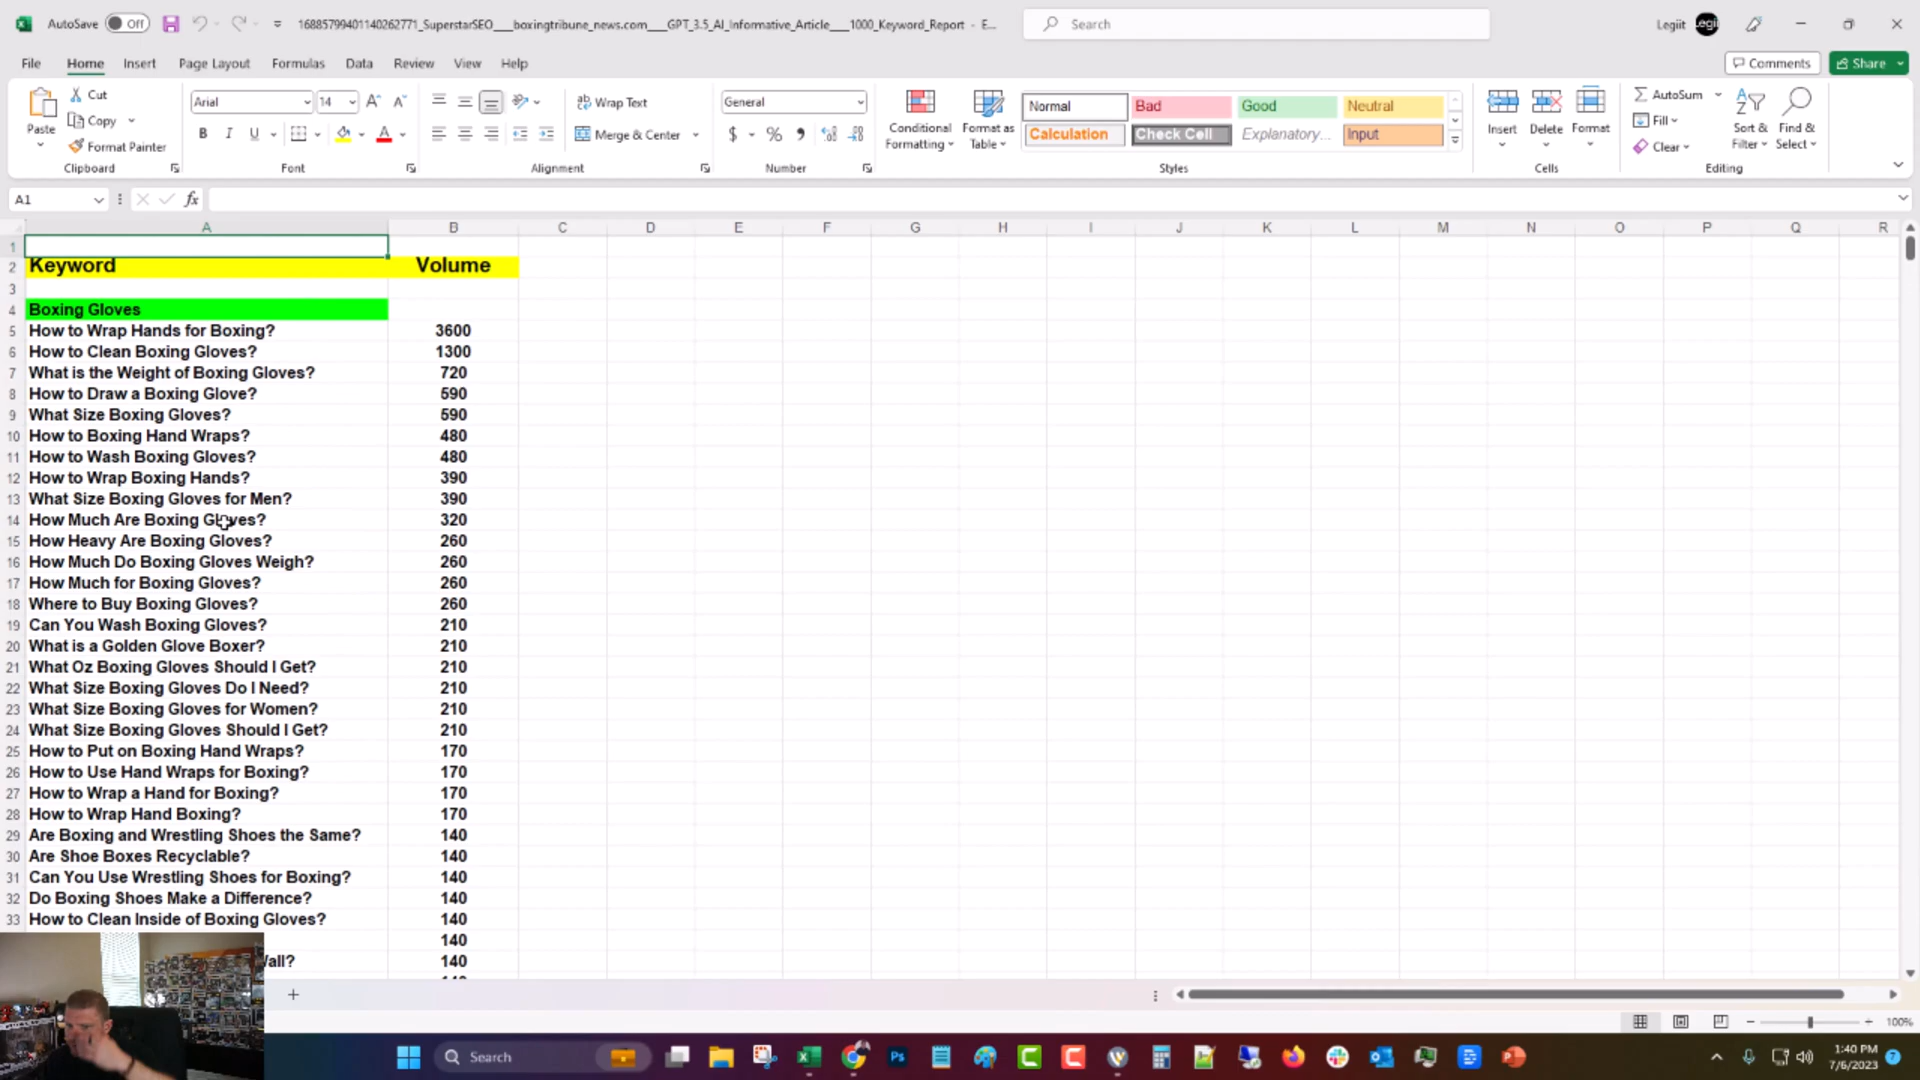 AutoSave Off 16885799401140262771_SuperstarSEO___boxingtribune_news.com___GPT_3.5_AI_Informative_Article___1000_Keyword_Report - E... Search Legiit
File Home Insert Page Layout Formulas Data Review View Help Comments Share
Paste Cut Copy Format Painter Clipboard
Arial 14 B I U A Font
Wrap Text Merge & Center Alignment
General $ % Number
Conditional Formatting Format as Table
Normal Bad Good Neutral
Calculation Check Cell Explanatory... Input
Styles
Insert Delete Format Cells
AutoSum Fill Clear Sort & Filter Find & Select Editing
A1 fx
A B C D E F G H I J K L M N O P Q R
1
2 Keyword Volume
3
4 Boxing Gloves
5 How to Wrap Hands for Boxing? 3600
6 How to Clean Boxing Gloves? 1300
7 What is the Weight of Boxing Gloves? 720
8 How to Draw a Boxing Glove? 590
9 What Size Boxing Gloves? 590
10 How to Boxing Hand Wraps? 480
11 How to Wash Boxing Gloves? 480
12 How to Wrap Boxing Hands? 390
13 What Size Boxing Gloves for Men? 390
14 How Much Are Boxing Gloves? 320
15 How Heavy Are Boxing Gloves? 260
16 How Much Do Boxing Gloves Weigh? 260
17 How Much for Boxing Gloves? 260
18 Where to Buy Boxing Gloves? 260
19 Can You Wash Boxing Gloves? 210
20 What is a Golden Glove Boxer? 210
21 What Oz Boxing Gloves Should I Get? 210
22 What Size Boxing Gloves Do I Need? 210
23 What Size Boxing Gloves for Women? 210
24 What Size Boxing Gloves Should I Get? 210
25 How to Put on Boxing Hand Wraps? 170
26 How to Use Hand Wraps for Boxing? 170
27 How to Wrap a Hand for Boxing? 170
28 How to Wrap Hand Boxing? 170
29 Are Boxing and Wrestling Shoes the Same? 140
30 Are Shoe Boxes Recyclable? 140
31 Can You Use Wrestling Shoes for Boxing? 140
32 Do Boxing Shoes Make a Difference? 140
33 How to Clean Inside of Boxing Gloves? 140
140
140
100%
Search
1:40 PM
7/6/2023